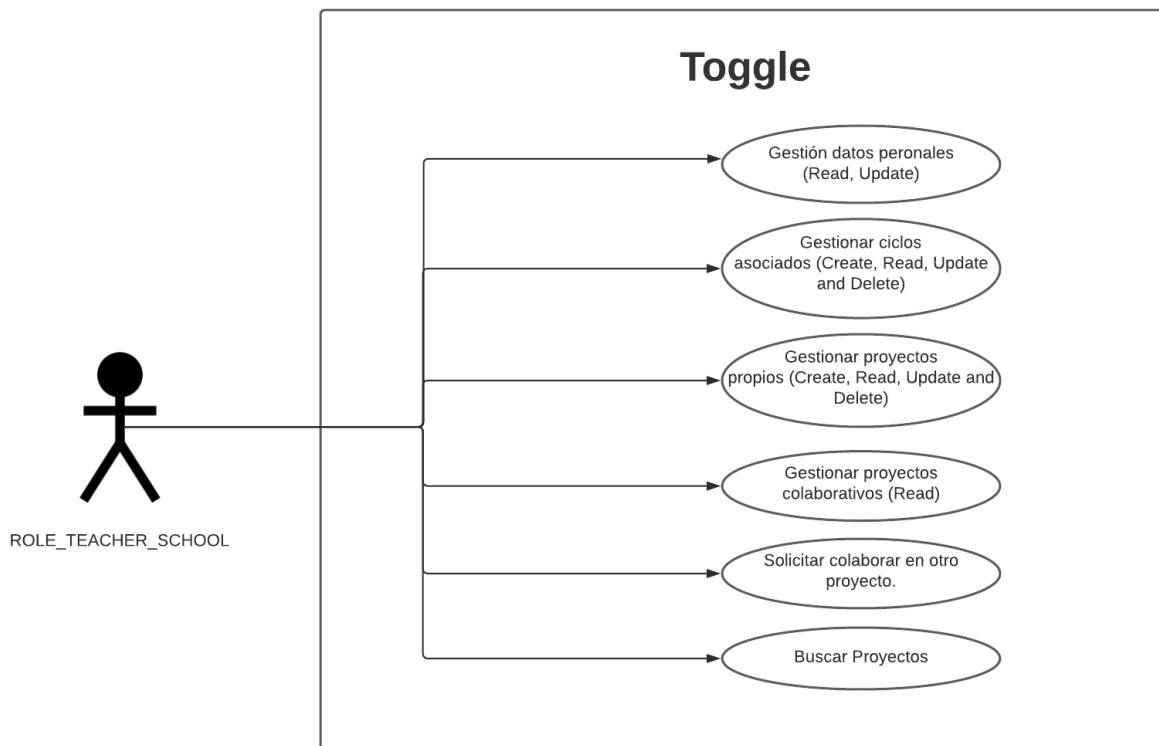 Toggle
Gestión datos peronales
(Read, Update)
Gestionar ciclos
asociados (Create, Read, Update
and Delete)
Gestionar proyectos
propios (Create, Read, Update and
Delete)
Gestionar proyectos
colaborativos (Read)
ROLE_TEACHER_SCHOOL
Solicitar colaborar en otro
proyecto.
Buscar Proyectos